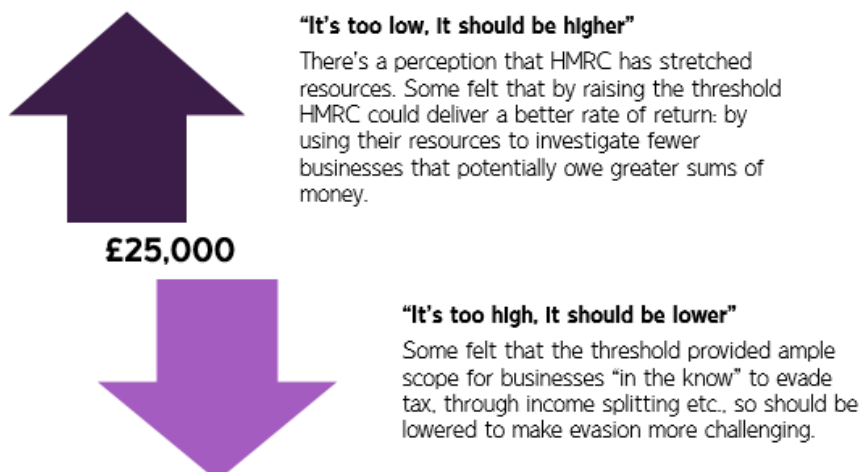 “It’s too low, it should be higher”
There’s a perception that HMRC has stretched
resources. Some felt that by raising the threshold
HMRC could deliver a better rate of return: by
using their resources to investigate fewer
businesses that potentially owe greater sums of
money.
£25,000
“It’s too high, it should be lower”
Some felt that the threshold provided ample
scope for businesses “in the know” to evade
tax, through income splitting etc., so should be
lowered to make evasion more challenging.